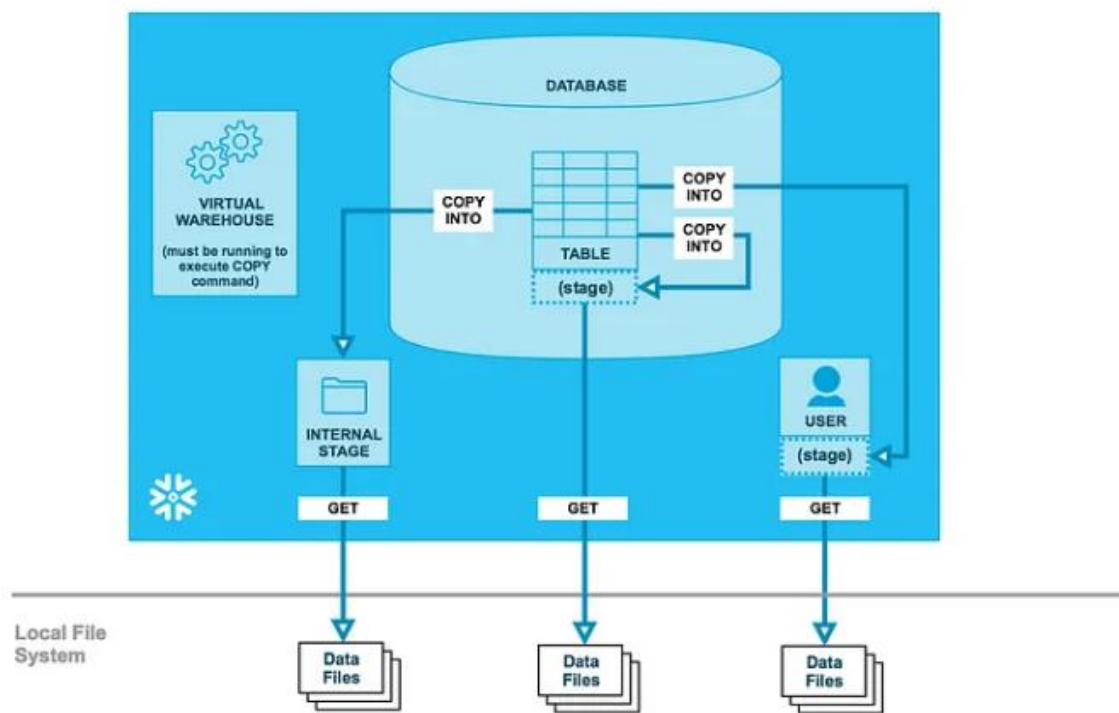 DATABASE
VIRTUAL
WAREHOUSE
(must be running to
execute COPY
command)
COPY
INTO
COPY
INTO
COPY
INTO
TABLE
(stage)
INTERNAL
STAGE
USER
(stage)
GET
GET
GET
Local File
System
Data
Files
Data
Files
Data
Files